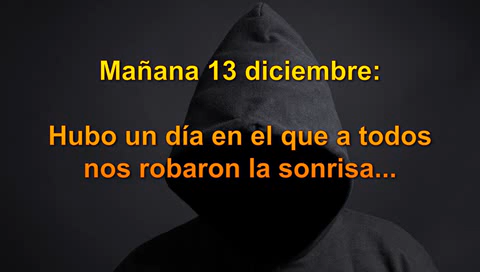 Mañana 13 diciembre:
Hubo un día en el que a todos
nos robaron la sonrisa...